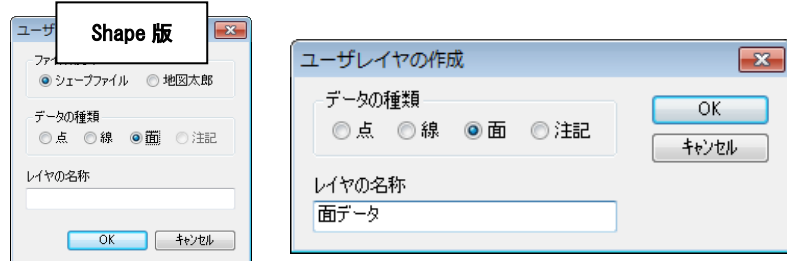 ユーザ
Shape 版
ファイ
シェープファイル 地図太郎
データの種類
点 線 面 注記
レイヤの名称
OK キャンセル
ユーザレイヤの作成
データの種類
点 線 面 注記
OK
キャンセル
レイヤの名称
面データ